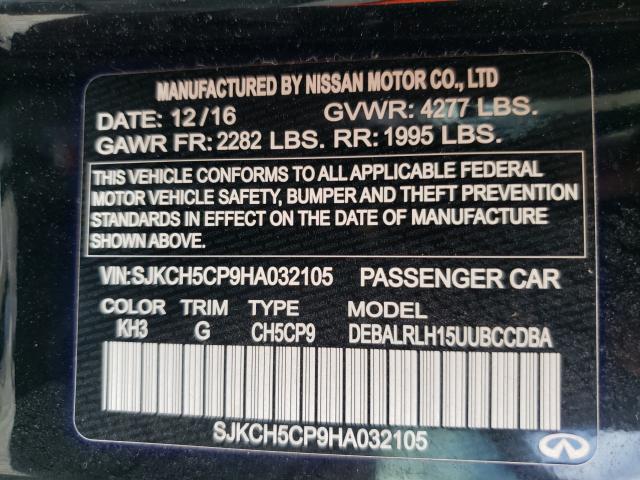 MANUFACTURED BY NISSAN MOTOR CO., LTD
DATE: 12/16 GVWR: 4277 LBS.
GAWR FR: 2282 LBS. RR: 1995 LBS.
THIS VEHICLE CONFORMS TO ALL APPLICABLE FEDERAL
MOTOR VEHICLE SAFETY, BUMPER AND THEFT PREVENTION
STANDARDS IN EFFECT ON THE DATE OF MANUFACTURE
SHOWN ABOVE.
VIN:SJKCH5CP9HA032105 PASSENGER CAR
COLOR TRIM TYPE MODEL
KH3 G CH5CP9 DEBALRLH15UUBCCDBA
SJKCH5CP9HA032105